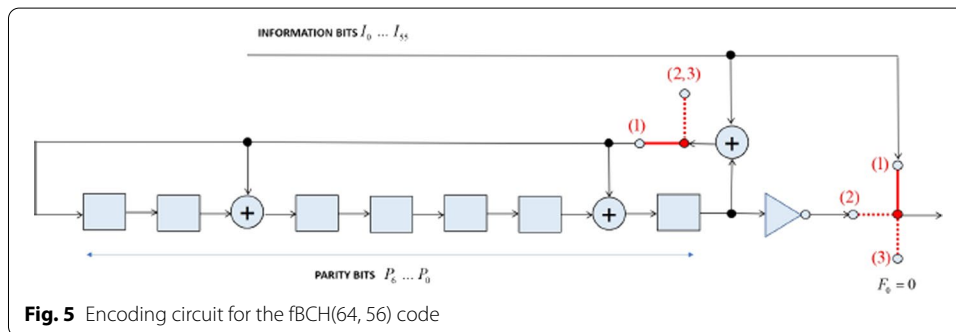 INFORMATION BITS I₀ ... I₅₅
(2,3)
(1)
+
(1)
+
+
(2)
(3)
F₀ = 0
PARITY BITS P₆ ... P₀
Fig. 5 Encoding circuit for the fBCH(64, 56) code